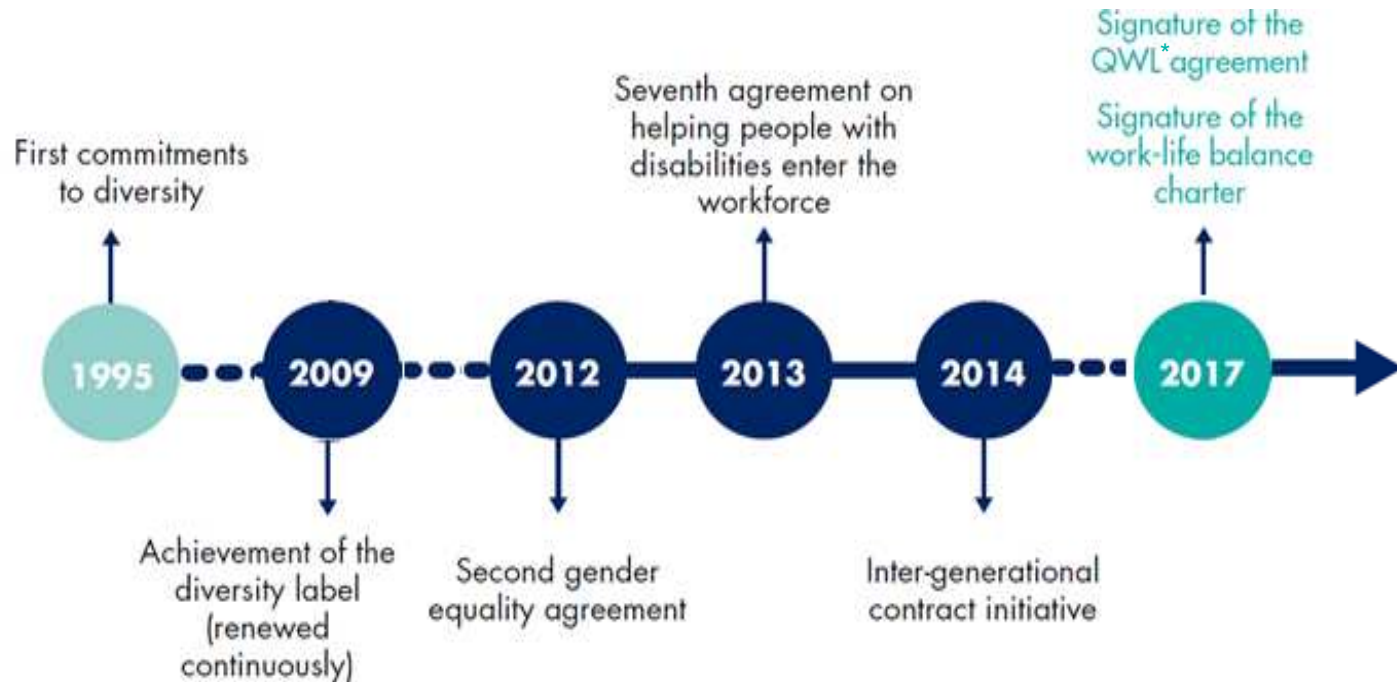 First commitments
to diversity
Seventh agreement on
helping people with
disabilities enter the
workforce
Signature of the
QWL* agreement
Signature of the
work-life balance
charter
1995
2009
2012
2013
2014
2017
Achievement of the
diversity label
(renewed
continuously)
Second gender
equality agreement
Inter-generational
contract initiative